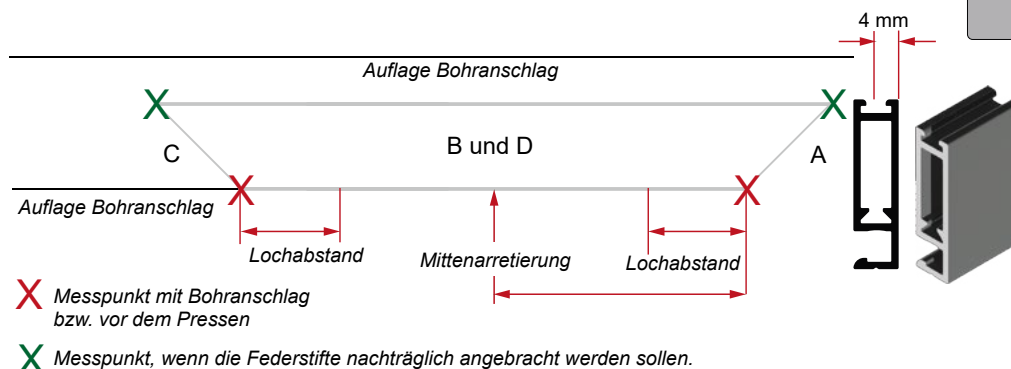 4 mm
Auflage Bohranschlag
C
B und D
A
Auflage Bohranschlag
Lochabstand
Mittenarretierung
Lochabstand
X Messpunkt mit Bohranschlag
bzw. vor dem Pressen
X Messpunkt, wenn die Federstifte nachträglich angebracht werden sollen.